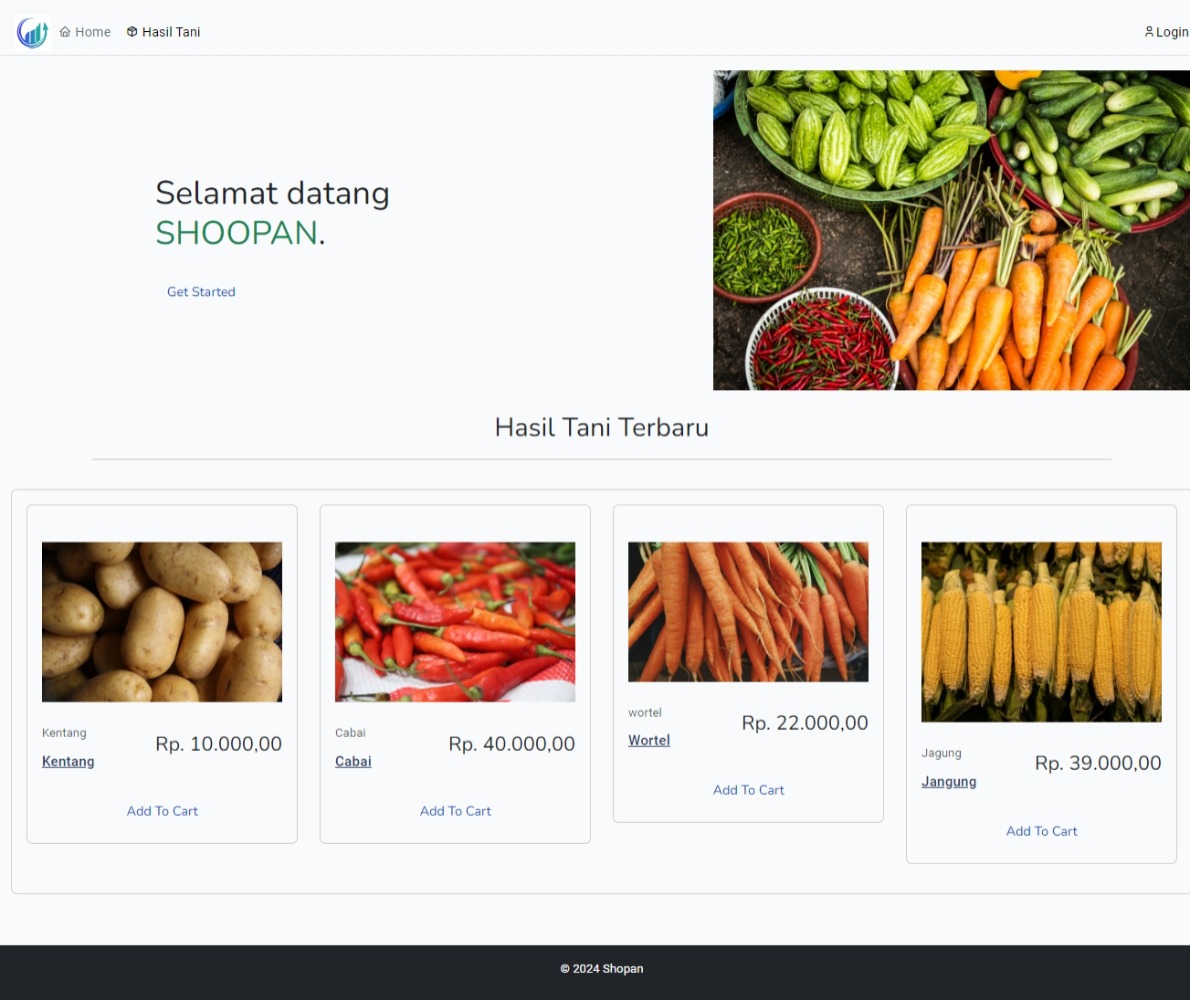 Home Hasil Tani Login
Selamat datang
SHOOPAN.
Get Started
Hasil Tani Terbaru
Kentang
Kentang
Rp. 10.000,00
Add To Cart
Cabai
Cabai
Rp. 40.000,00
Add To Cart
wortel
Wortel
Rp. 22.000,00
Add To Cart
Jagung
Jangung
Rp. 39.000,00
Add To Cart
© 2024 Shopan